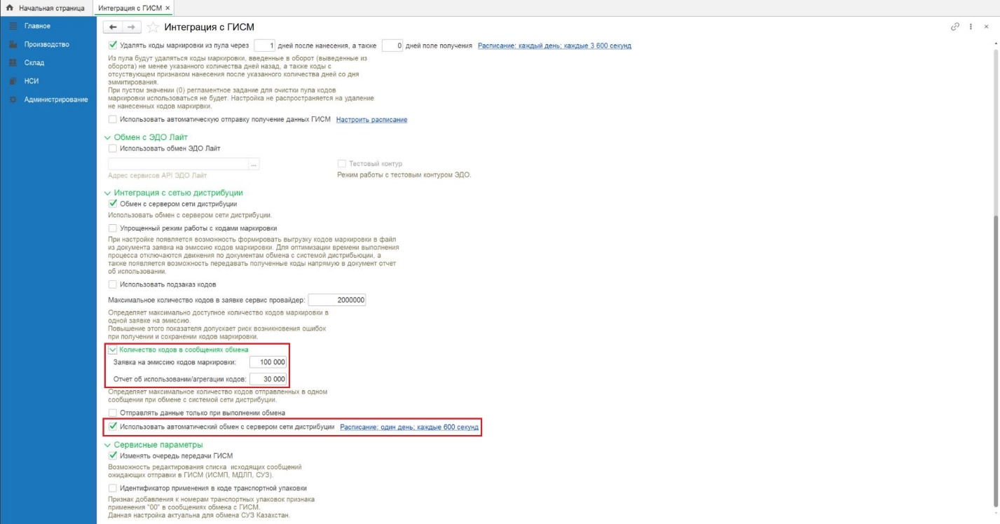 Начальная страница
Интеграция с ГИСМ ×
Главное
Производство
Склад
НСИ
Администрирование
Интеграция с ГИСМ
Удалять коды маркировки из пула через 1 дней после нанесения, а также 0 дней поле получения Расписание: каждый день; каждые 3 600 секунд
Из пула будут удаляться коды маркировки, введенные в оборот (выведенные из
оборота) не менее указанного количества дней назад, а также коды с
отсуствующем признаком нанесения после указанного количества дней со дня
эммитирования.
При пустом значении (0) регламентное задание для очистки пула кодов
маркировки использоваться не будет. Настройка не распространяется на удаление
не нанесенных кодов маркирвки.
Использовать автоматическую отправку получение данных ГИСМ Настроить расписание
Обмен с ЭДО Лайт
Использовать обмен ЭДО Лайт
... Тестовый контур
Адрес сервисов API ЭДО Лайт Режим работы с тестовым контуром ЭДО.
Интеграция с сетью дистрибуции
Обмен с сервером сети дистрибуции
Использовать обмен с сервером сети дистрибуции.
Упрощенный режим работы с кодами маркировки
При настройке появляется возможность формировать выгрузку кодов маркировки в файл
из документа заявка на эмиссию кодов маркировки. Для оптимизации времени выполнения
процесса отключаются движения по документам обмена с системой дистрибьюции, а
также появляется возможность передавать полученные коды напрямую в документ отчет
об использовании.
Использовать подзаказ кодов
Максимальное количество кодов в заявке сервис провайдер: 2000000
Определяет максимально доступное количество кодов маркировки в
одной заявке на эмиссию.
Повышение этого показателя допускает риск возникновения ошибок
при получении и сохранении кодов маркировки.
Количество кодов в сообщениях обмена
Заявка на эмиссию кодов маркировки: 100 000
Отчет об использовании/агрегации кодов: 30 000
Определяет максимальное количество кодов отправленных в одном
сообщении при обмене с системой сети дистрибуции.
Отправлять данные только при выполнении обмена
Использовать автоматический обмен с сервером сети дистрибуции Расписание: один день; каждые 600 секунд
Сервисные параметры
Изменять очередь передачи ГИСМ
Возможность редактирования списка исходящих сообщений
ожидающих отправки в ГИСМ (ИСМП, МДЛП, СУЗ).
Идентификатор применения в коде транспортной упаковки
Признак добавления к номерам транспортных упаковок признака
применения "00" в сообщениях обмена с ГИСМ.
Данная настройка актуальна для обмена СУЗ Казахстан.